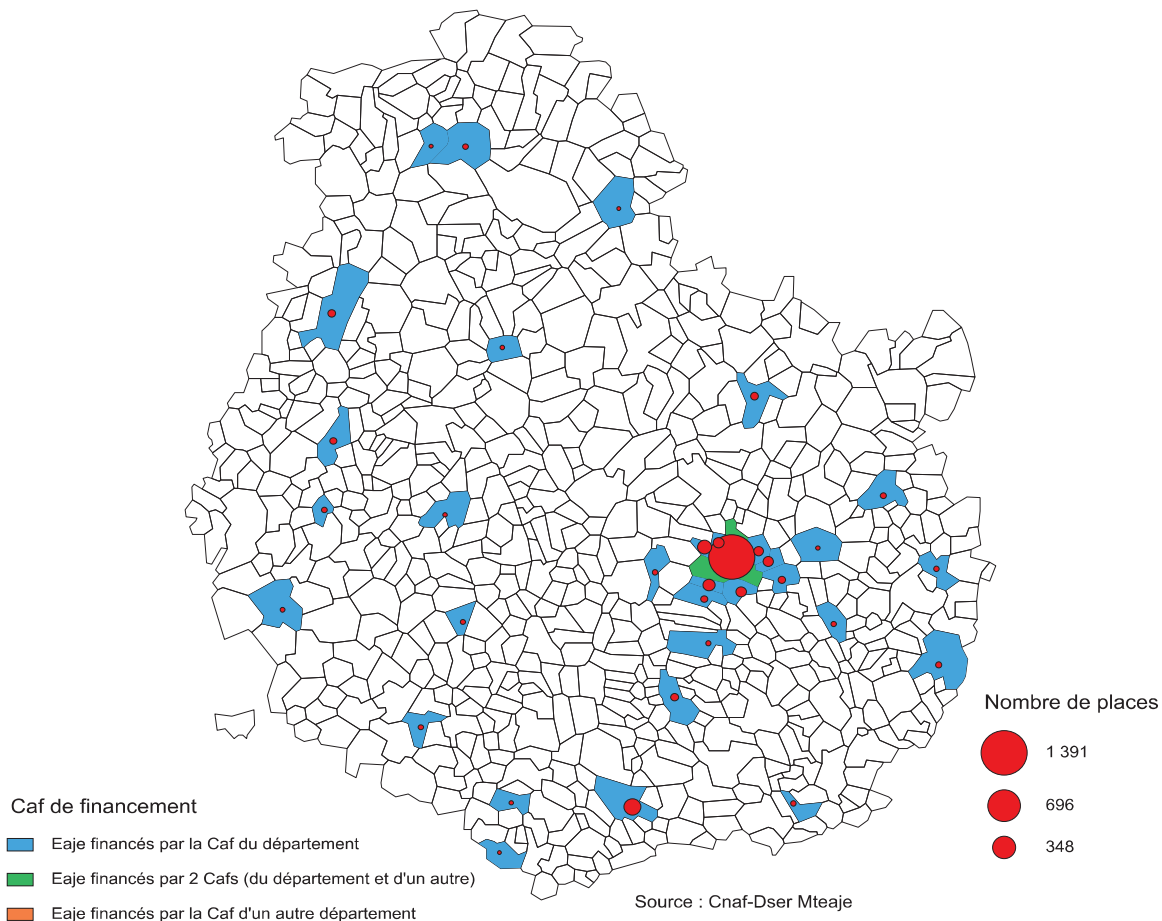 Nombre de places
1 391
696
348
Caf de financement
Eaje financés par la Caf du département
Eaje financés par 2 Cafs (du département et d'un autre)
Eaje financés par la Caf d'un autre département
Source : Cnaf-Dser Mteaje